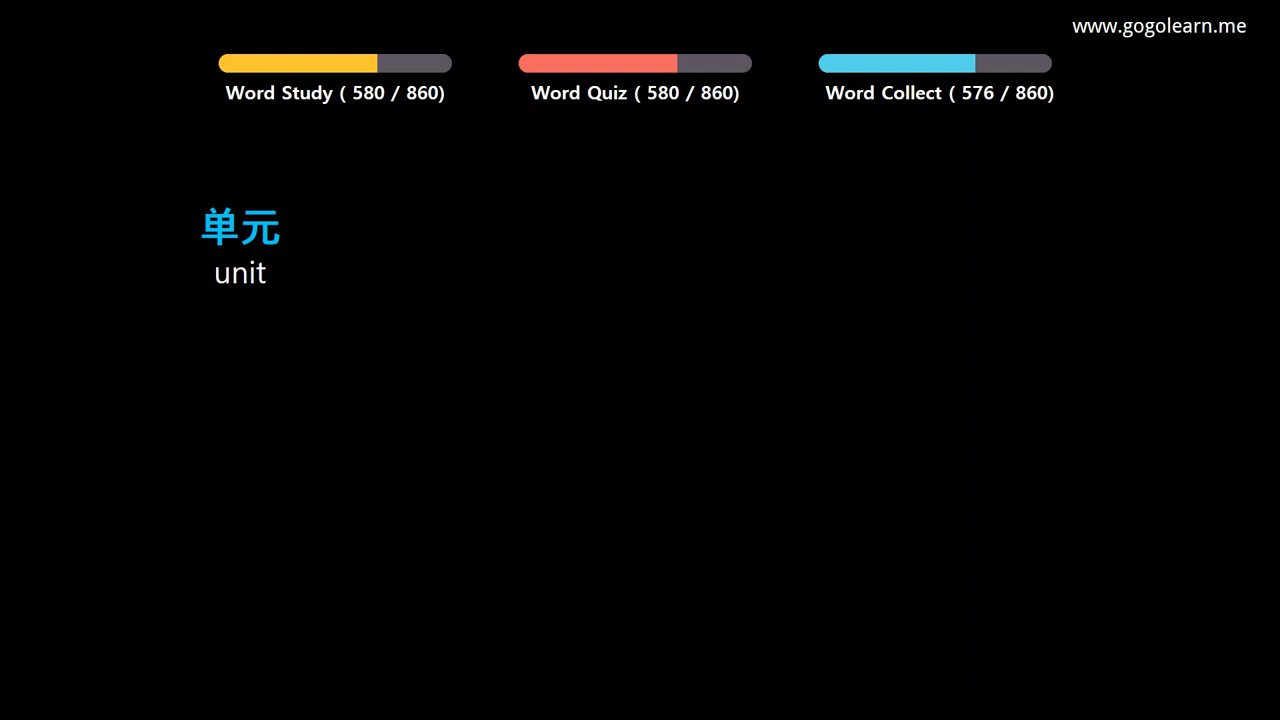 www.gogolearn.me
Word Study ( 580 / 860)
Word Quiz ( 580 / 860)
Word Collect ( 576 / 860)
单元
unit